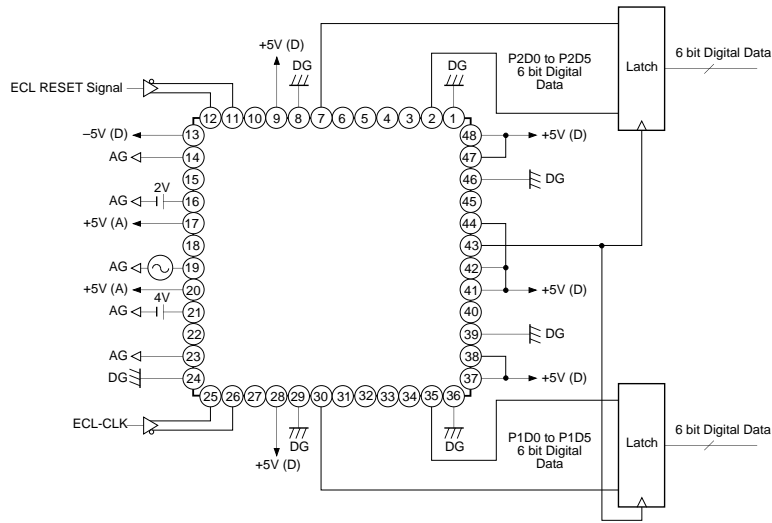 +5V (D)
DG
DG
P2D0 to P2D5
6 bit Digital
Data
Latch
6 bit Digital Data
ECL RESET Signal
12 11 10 9 8 7 6 5 4 3 2 1
–5V (D) 13
AG 14
15
AG 2V 16
+5V (A) 17
18
AG 19
+5V (A) 20
AG 4V 21
22
AG 23
DG 24
48 +5V (D)
47
46 DG
45
44
43
42
41 +5V (D)
40
39 DG
38
37 +5V (D)
25 26 27 28 29 30 31 32 33 34 35 36
ECL-CLK
+5V (D)
DG
DG
P1D0 to P1D5
6 bit Digital
Data
Latch
6 bit Digital Data